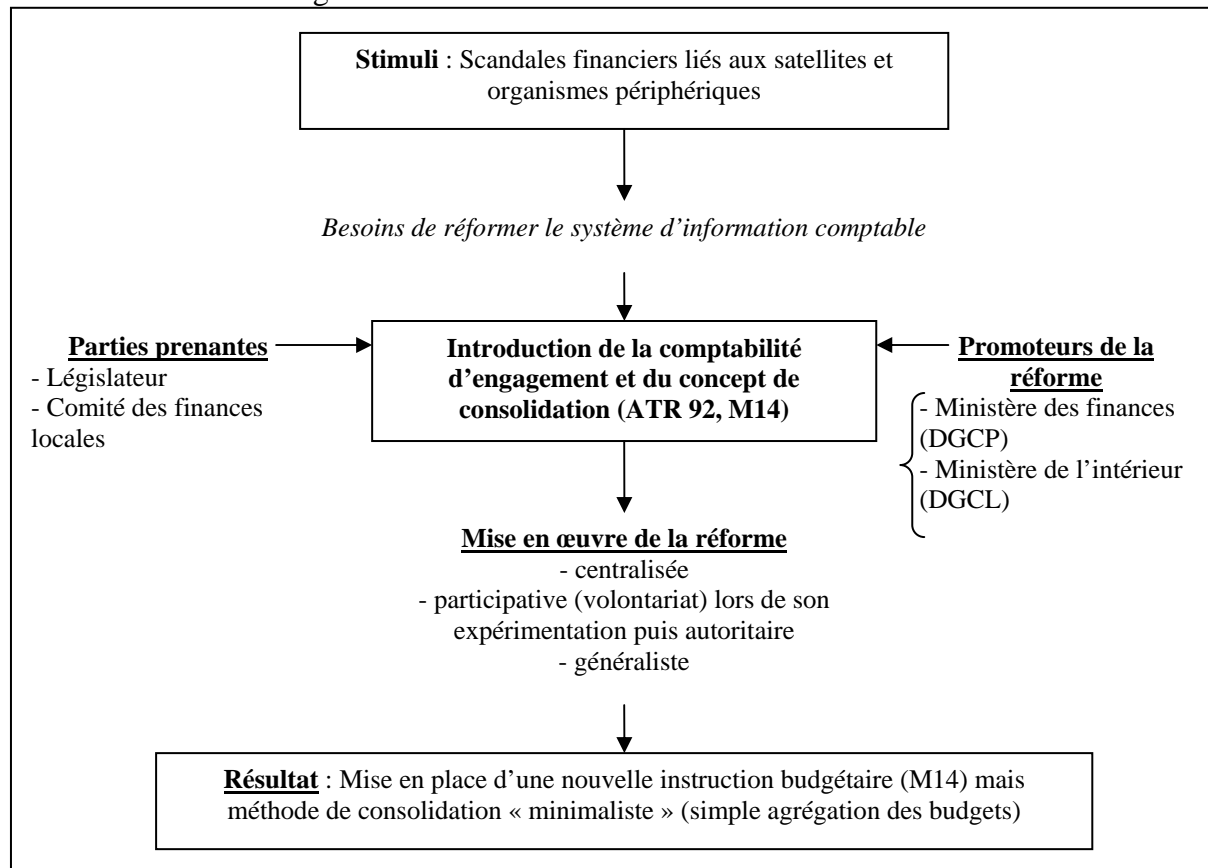 Stimuli : Scandales financiers liés aux satellites et
organismes périphériques
Besoins de réformer le système d’information comptable
Parties prenantes
- Législateur
- Comité des finances
locales
Introduction de la comptabilité
d’engagement et du concept de
consolidation (ATR 92, M14)
Promoteurs de la
réforme
- Ministère des finances
(DGCP)
- Ministère de l’intérieur
(DGCL)
Mise en œuvre de la réforme
- centralisée
- participative (volontariat) lors de son
expérimentation puis autoritaire
- généraliste
Résultat : Mise en place d’une nouvelle instruction budgétaire (M14) mais
méthode de consolidation « minimaliste » (simple agrégation des budgets)